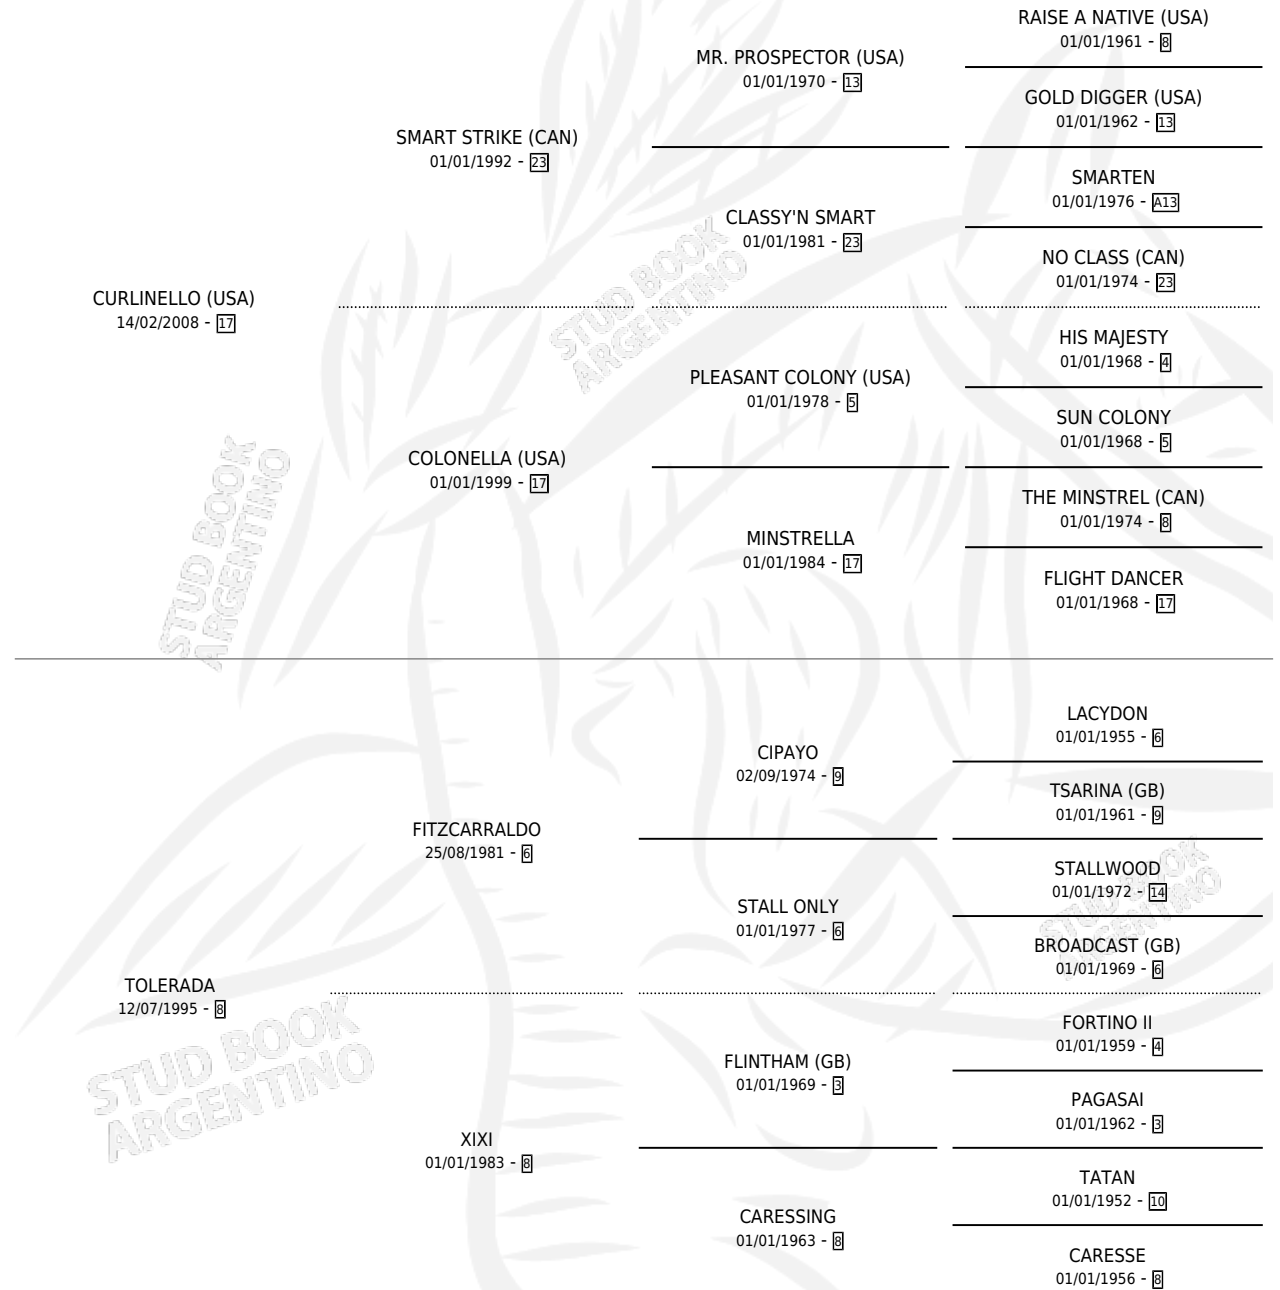 RAISE A NATIVE (USA)
01/01/1961 - 8
MR. PROSPECTOR (USA)
01/01/1970 - 13
GOLD DIGGER (USA)
01/01/1962 - 13
SMART STRIKE (CAN)
01/01/1992 - 23
SMARTEN
01/01/1976 - A13
CLASSY'N SMART
01/01/1981 - 23
NO CLASS (CAN)
01/01/1974 - 23
CURLINELLO (USA)
14/02/2008 - 17
STUD BOOK
ARGENTINO
HIS MAJESTY
01/01/1968 - 4
PLEASANT COLONY (USA)
01/01/1978 - 5
SUN COLONY
01/01/1968 - 5
COLONELLA (USA)
01/01/1999 - 17
THE MINSTREL (CAN)
01/01/1974 - 8
MINSTRELLA
01/01/1984 - 17
FLIGHT DANCER
01/01/1968 - 17
STUD BOOK
ARGENTINO
LACYDON
01/01/1955 - 6
CIPAYO
02/09/1974 - 9
TSARINA (GB)
01/01/1961 - 9
FITZCARRALDO
25/08/1981 - 6
STALLWOOD
01/01/1972 - 14
STALL ONLY
01/01/1977 - 6
BROADCAST (GB)
01/01/1969 - 6
STUD BOOK
ARGENTINO
TOLERADA
12/07/1995 - 8
STUD BOOK
ARGENTINO
FORTINO II
01/01/1959 - 4
FLINTHAM (GB)
01/01/1969 - 3
PAGASAI
01/01/1962 - 3
XIXI
01/01/1983 - 8
TATAN
01/01/1952 - 10
CARESSING
01/01/1963 - 8
CARESSE
01/01/1956 - 8